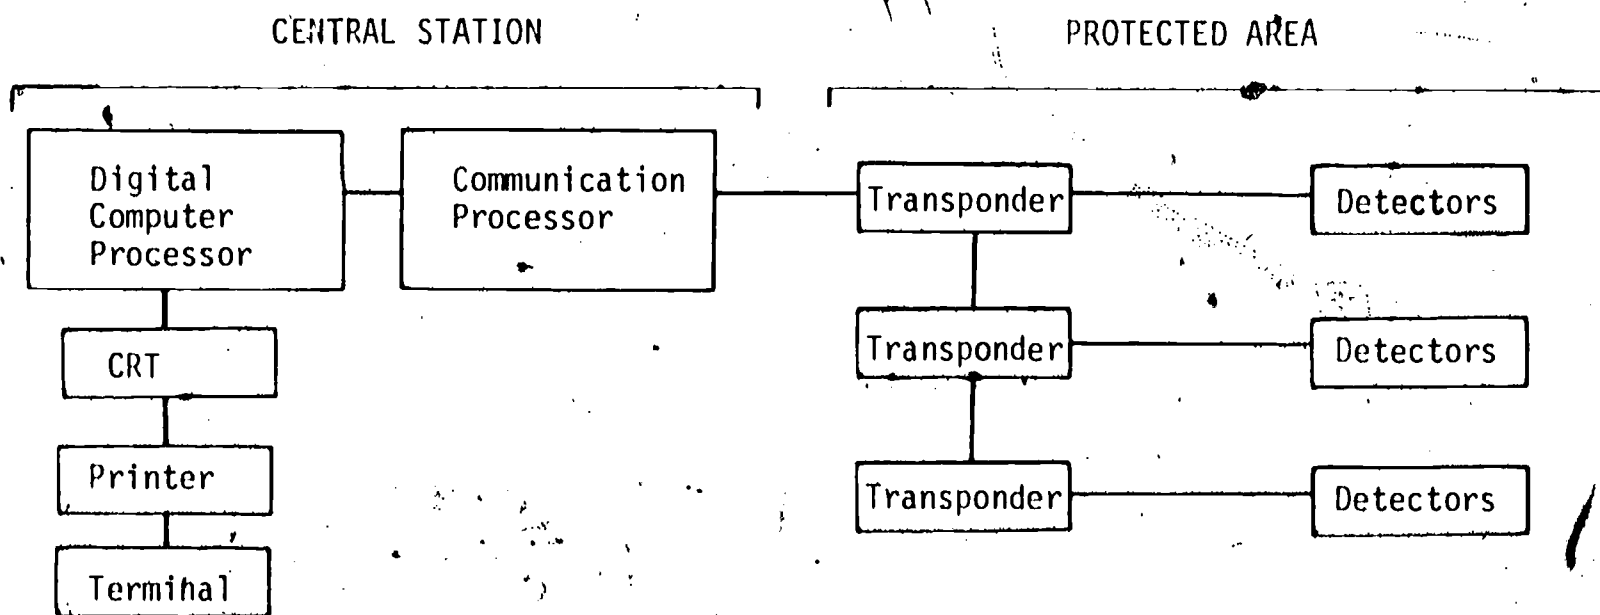 CENTRAL STATION
PROTECTED AREA
Digital
Computer
Processor
Communication
Processor
Transponder
Detectors
CRT
Transponder
Detectors
Printer
Transponder
Detectors
Terminal